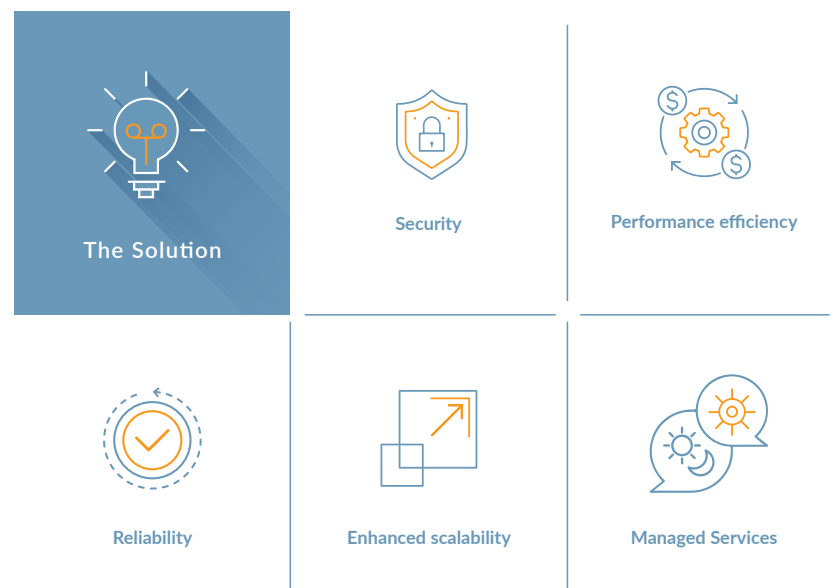 The Solution
Security
Performance efficiency
$
$
Reliability
Enhanced scalability
Managed Services